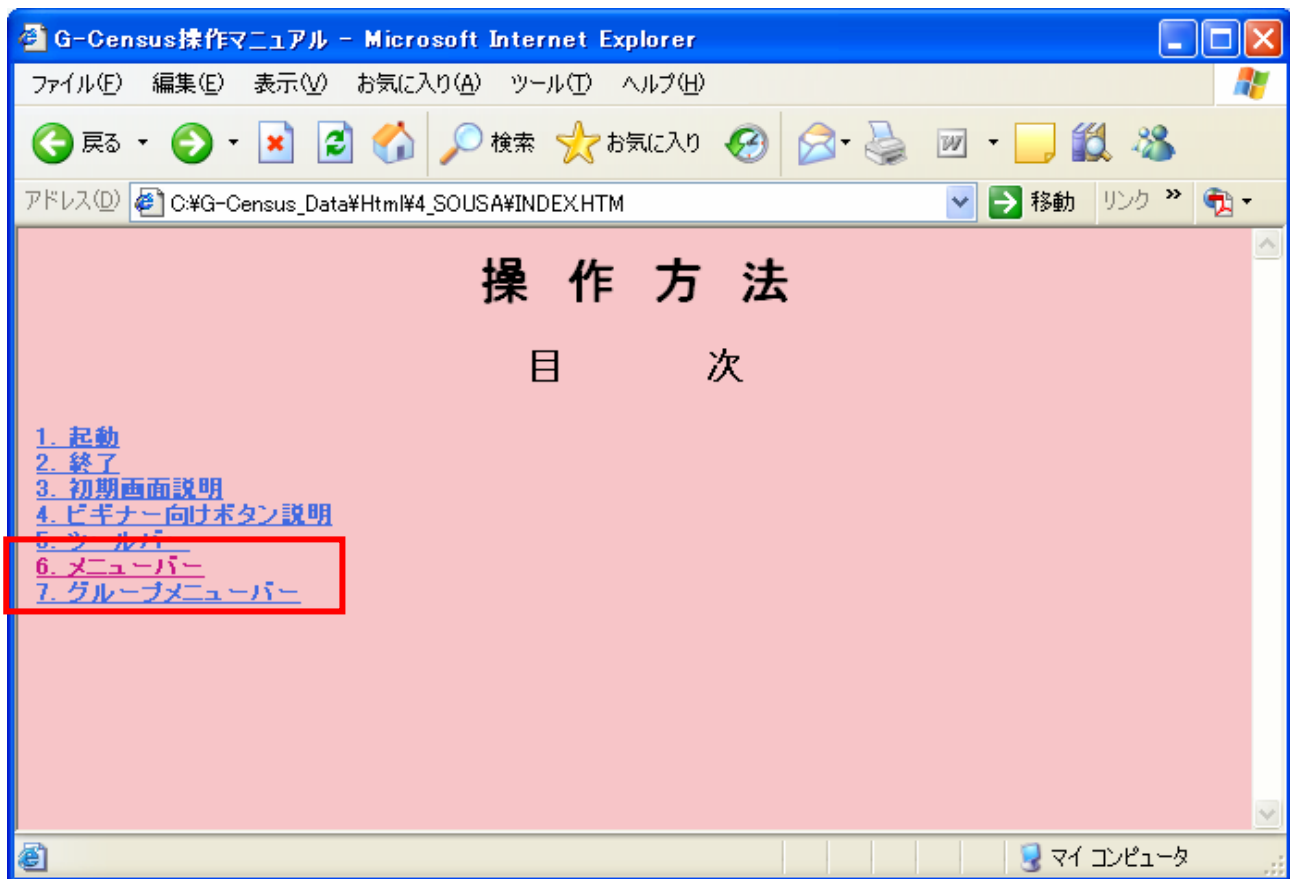 G-Census操作マニュアル - Microsoft Internet Explorer
ファイル(F) 編集(E) 表示(V) お気に入り(A) ツール(T) ヘルプ(H)
戻る 検索 お気に入り
アドレス(D) C:¥G-Census_Data¥Html¥4_SOUSA¥INDEX.HTM 移動 リンク »
操 作 方 法
目 次
1. 起動
2. 終了
3. 初期画面説明
4. ビギナー向けボタン説明
5. ツールバー
6. メニューバー
7. グループメニューバー
マイ コンピュータ